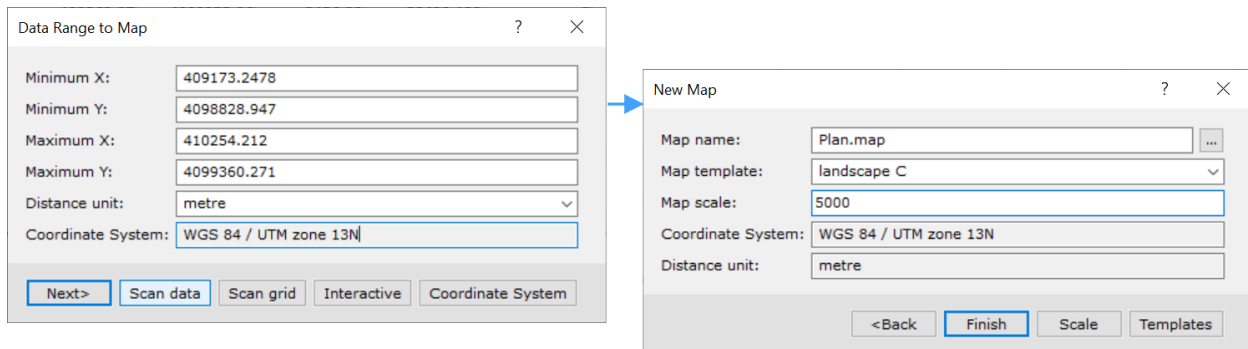 Data Range to Map ? ×
Minimum X: 409173.2478
Minimum Y: 4098828.947
Maximum X: 410254.212
Maximum Y: 4099360.271
Distance unit: metre
Coordinate System: WGS 84 / UTM zone 13N
Next> Scan data Scan grid Interactive Coordinate System
New Map ? ×
Map name: Plan.map ...
Map template: landscape C
Map scale: 5000
Coordinate System: WGS 84 / UTM zone 13N
Distance unit: metre
<Back Finish Scale Templates